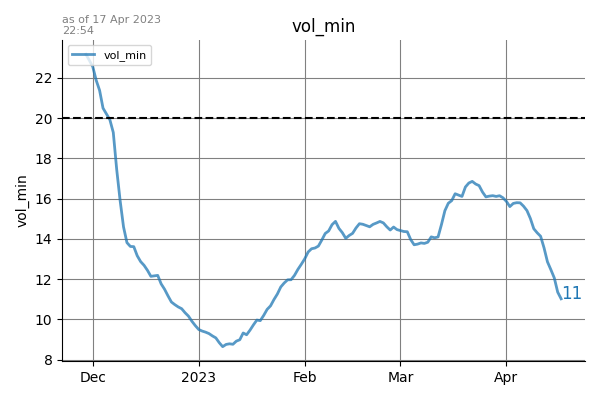 as of 17 Apr 2023
22:54
vol_min
vol_min
22
20
18
16
14
12
10
8
vol_min
11
Dec
2023
Feb
Mar
Apr